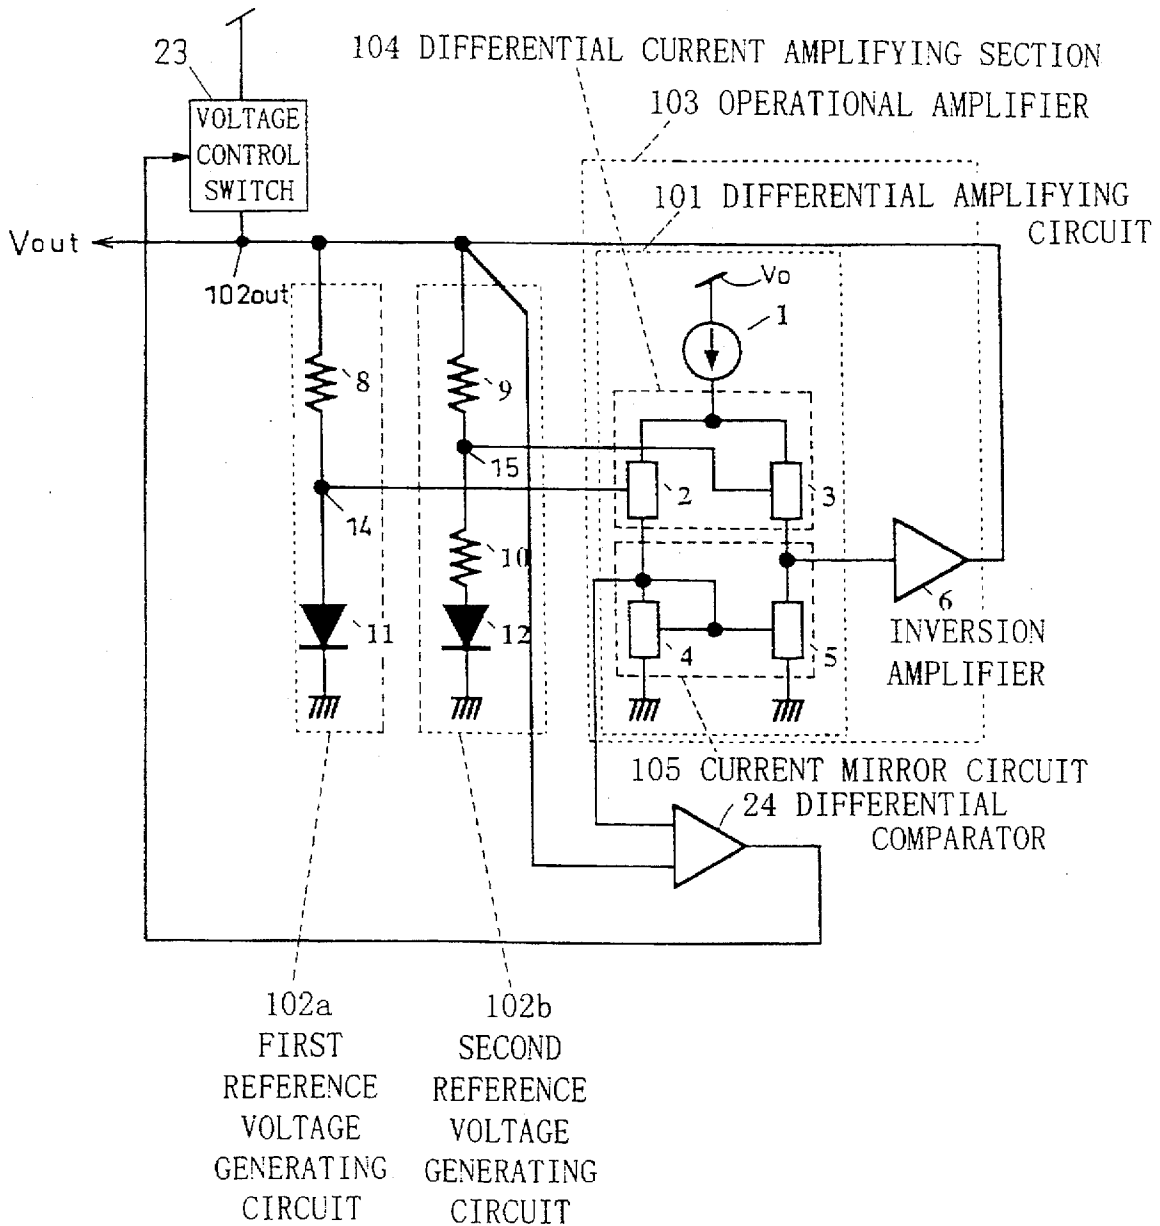 104 DIFFERENTIAL CURRENT AMPLIFYING SECTION
23
103 OPERATIONAL AMPLIFIER
VOLTAGE
CONTROL
SWITCH
101 DIFFERENTIAL AMPLIFYING
CIRCUIT
Vout
102out
Vo
1
8
9
15
2
3
14
10
6
INVERSION
AMPLIFIER
11
12
4
5
105 CURRENT MIRROR CIRCUIT
24 DIFFERENTIAL
COMPARATOR
102a
FIRST
REFERENCE
VOLTAGE
GENERATING
CIRCUIT
102b
SECOND
REFERENCE
VOLTAGE
GENERATING
CIRCUIT